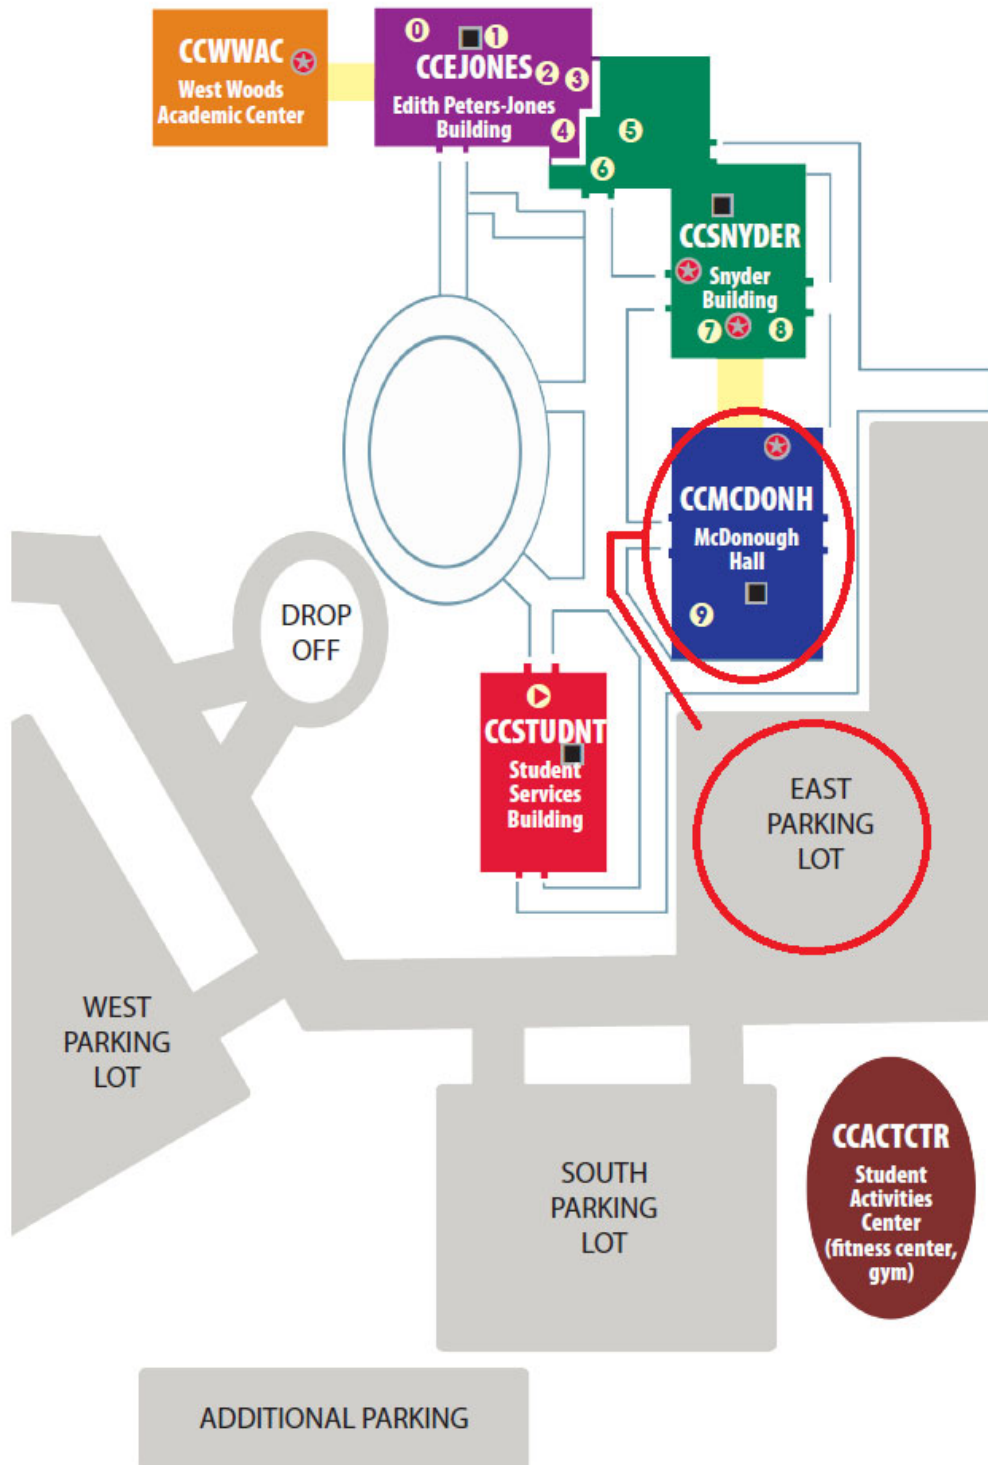 CCWWAC
West Woods
Academic Center
0
1
CCEJONES
2
3
Edith Peters-Jones
Building
4
5
6
CCSNYDER
Snyder
Building
7
8
CCMCDONH
McDonough
Hall
9
DROP
OFF
CCSTUDNT
Student
Services
Building
EAST
PARKING
LOT
WEST
PARKING
LOT
SOUTH
PARKING
LOT
CCACTCTR
Student
Activities
Center
(fitness center,
gym)
ADDITIONAL PARKING